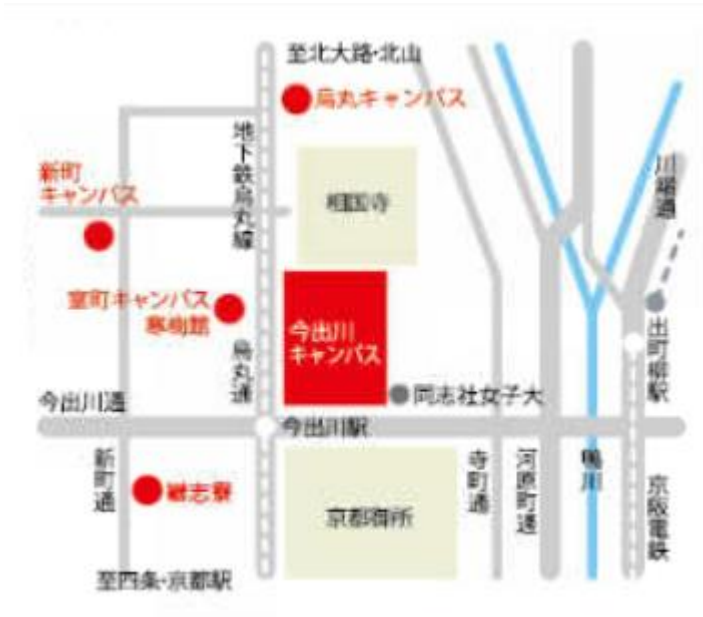 至北大路・北山
烏丸キャンパス
地下鉄烏丸線
新町
キャンパス
相国寺
川端通
室町キャンパス
寒梅館
今出川
キャンパス
烏丸通
出町柳駅
今出川通
同志社女子大
今出川駅
新町通
継志寮
京都御所
寺町通
河原町通
鴨川
京阪電鉄
至四条・京都駅